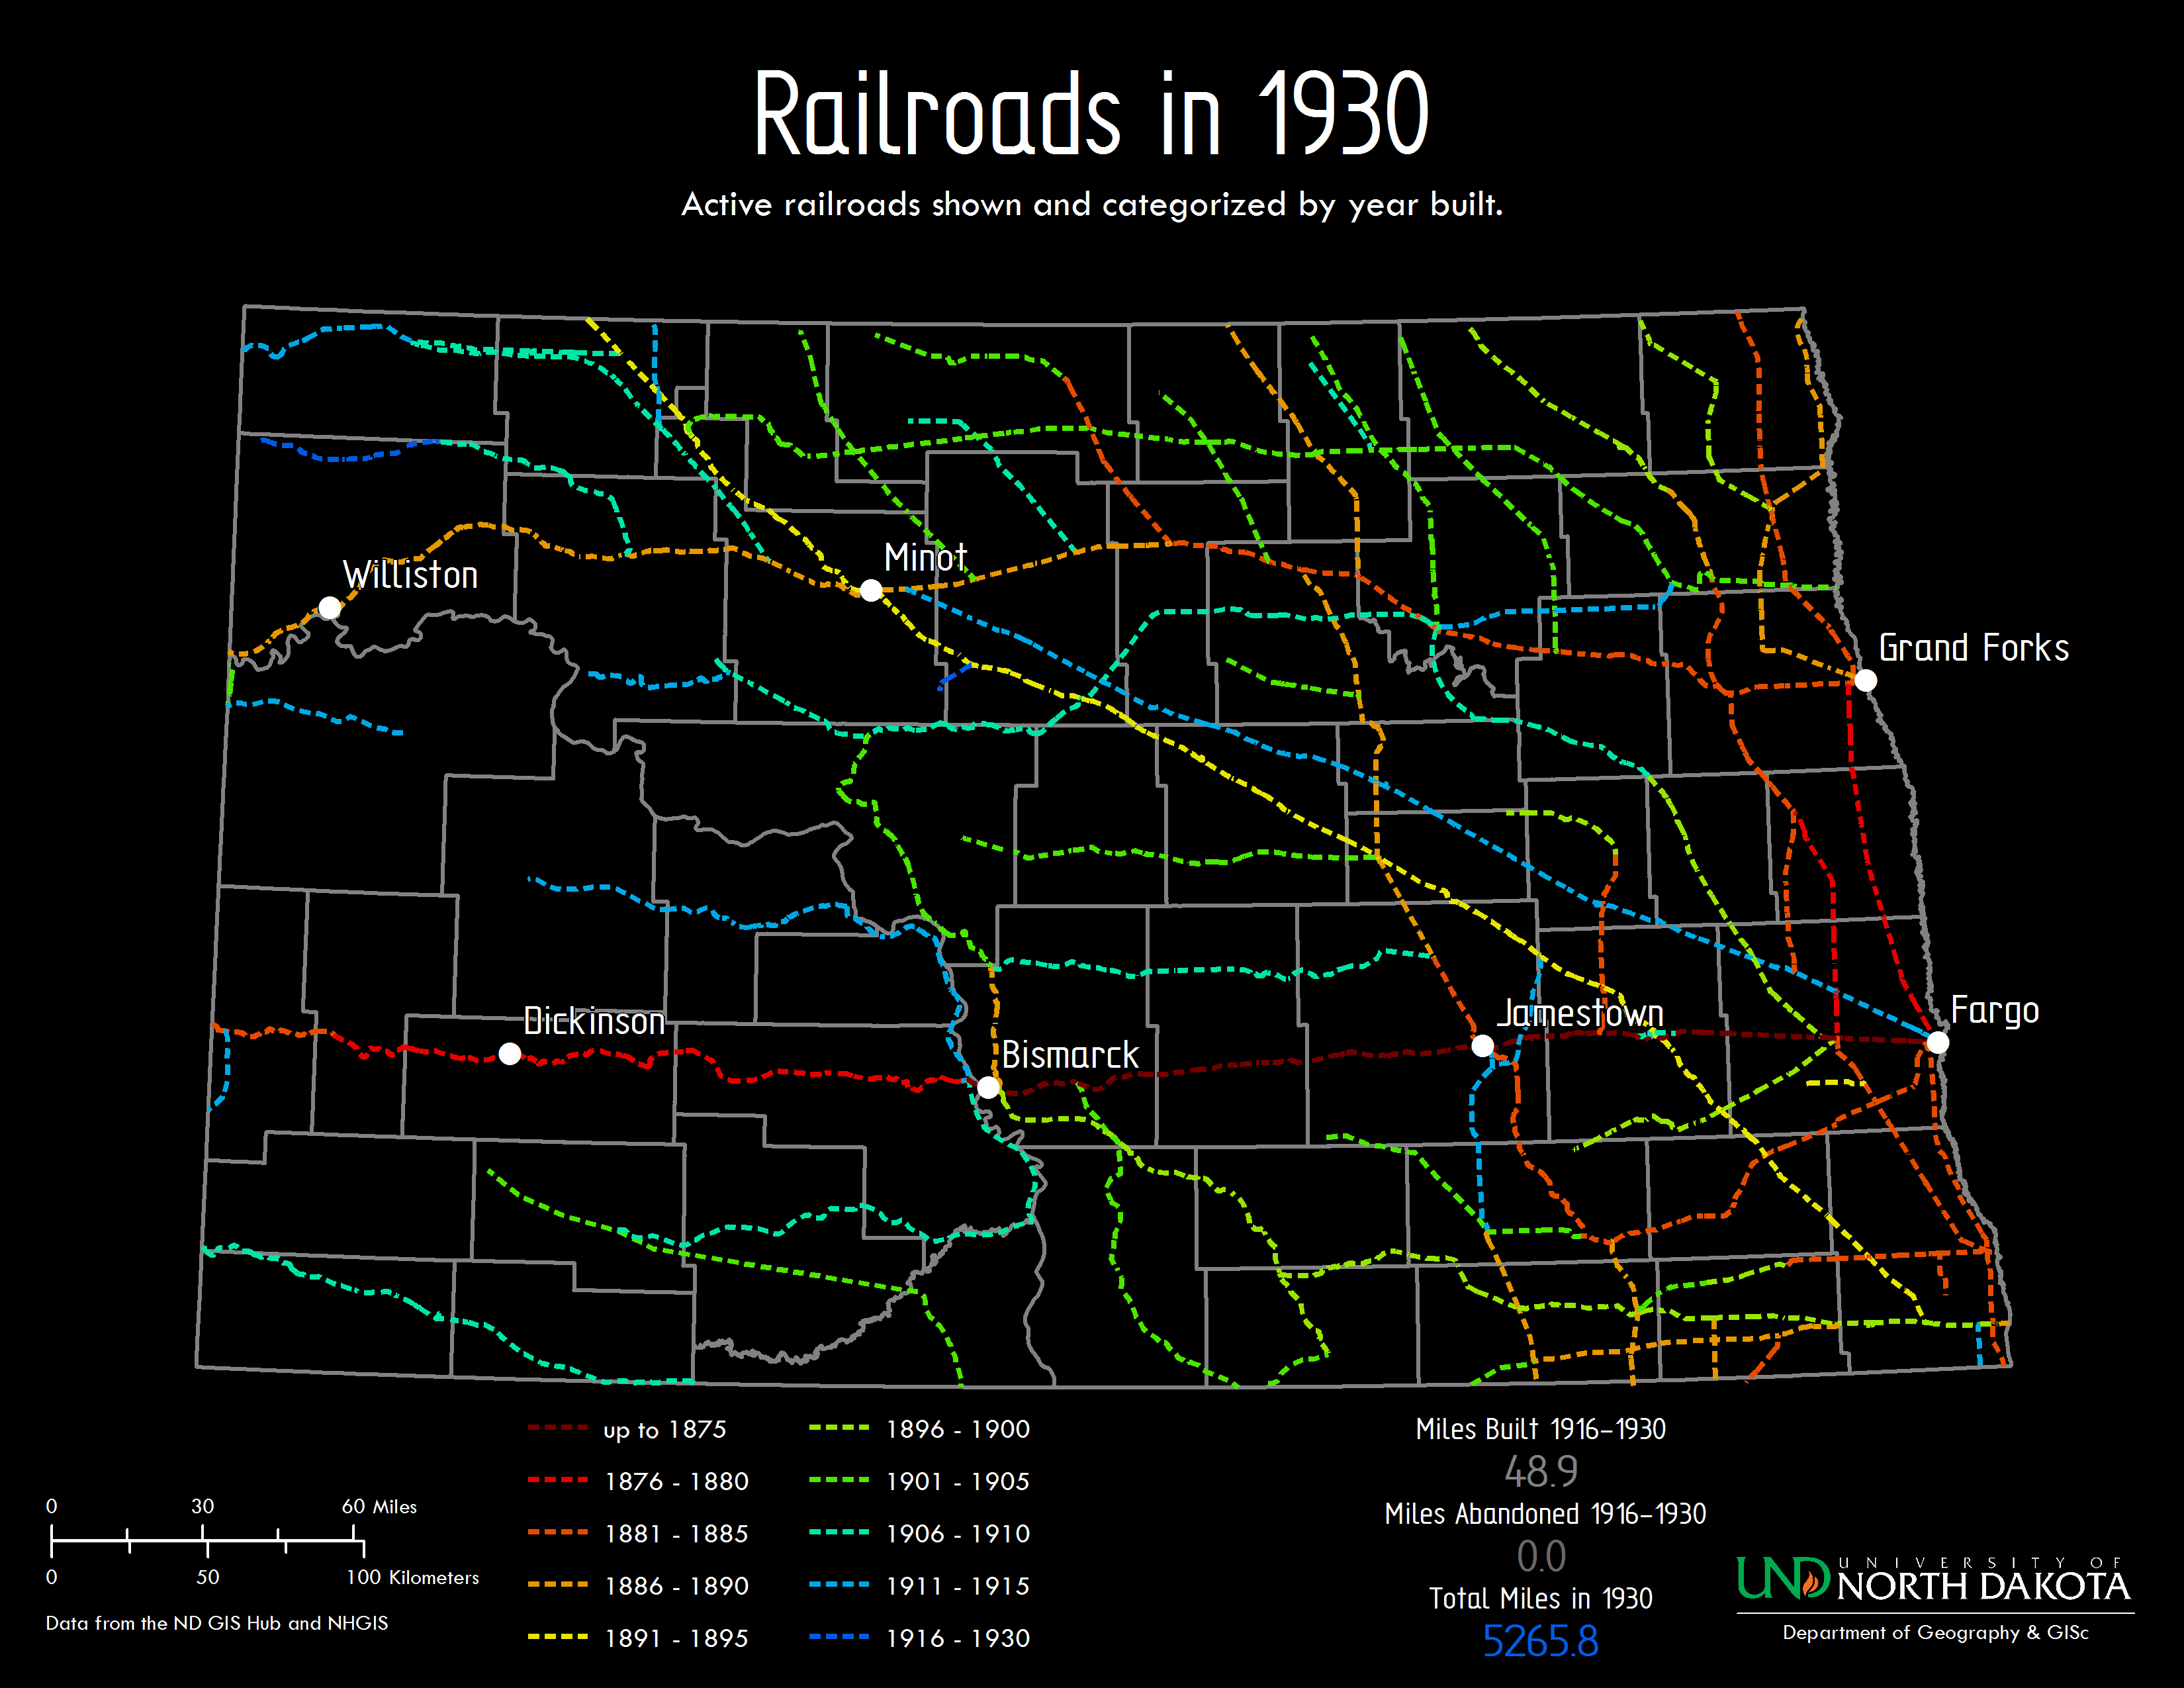 Railroads in 1930
Active railroads shown and categorized by year built.
Williston
Minot
Grand Forks
Dickinson
Bismarck
Jamestown
Fargo
up to 1875
1876 - 1880
1881 - 1885
1886 - 1890
1891 - 1895
1896 - 1900
1901 - 1905
1906 - 1910
1911 - 1915
1916 - 1930
0 30 60 Miles
0 50 100 Kilometers
Data from the ND GIS Hub and NHGIS
Miles Built 1916-1930
48.9
Miles Abandoned 1916-1930
0.0
Total Miles in 1930
5265.8
UND
UNIVERSITY OF
NORTH DAKOTA
Department of Geography & GISc